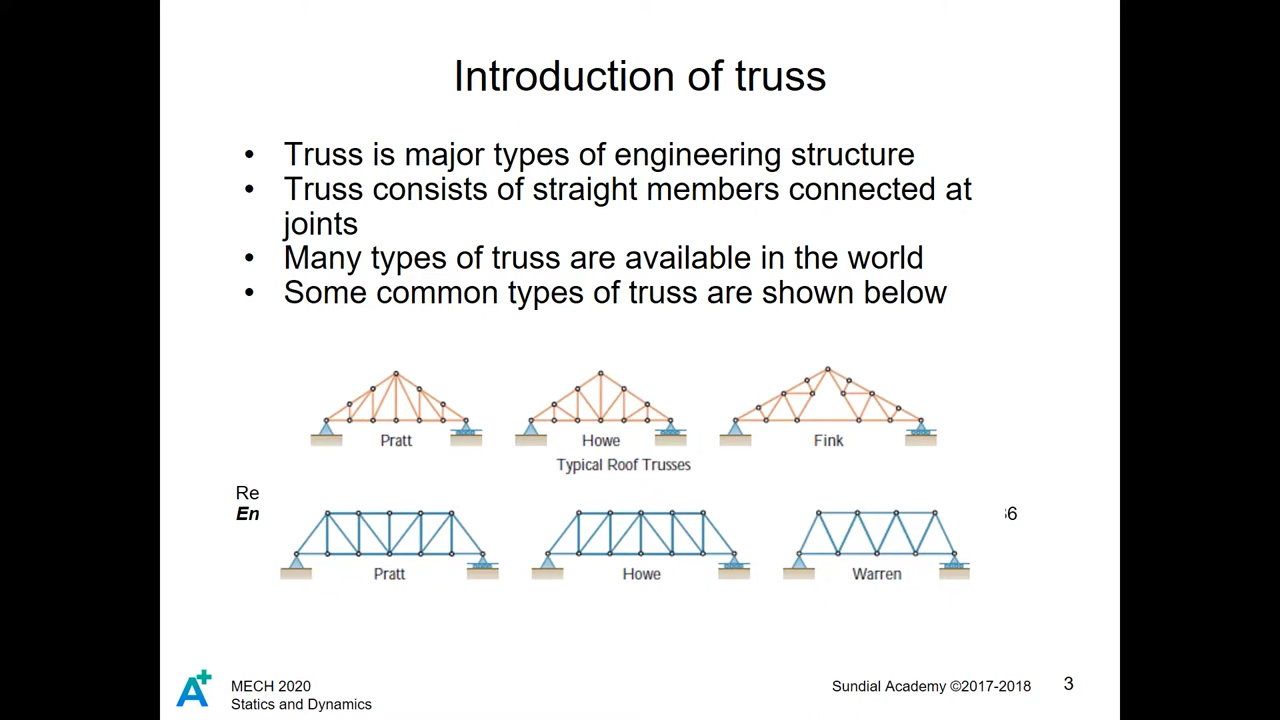 Introduction of truss
• Truss is major types of engineering structure
• Truss consists of straight members connected at
joints
• Many types of truss are available in the world
• Some common types of truss are shown below
Pratt Howe Fink
Typical Roof Trusses
Re
En 36
Pratt Howe Warren
A+
MECH 2020
Statics and Dynamics
Sundial Academy ©2017-2018 3